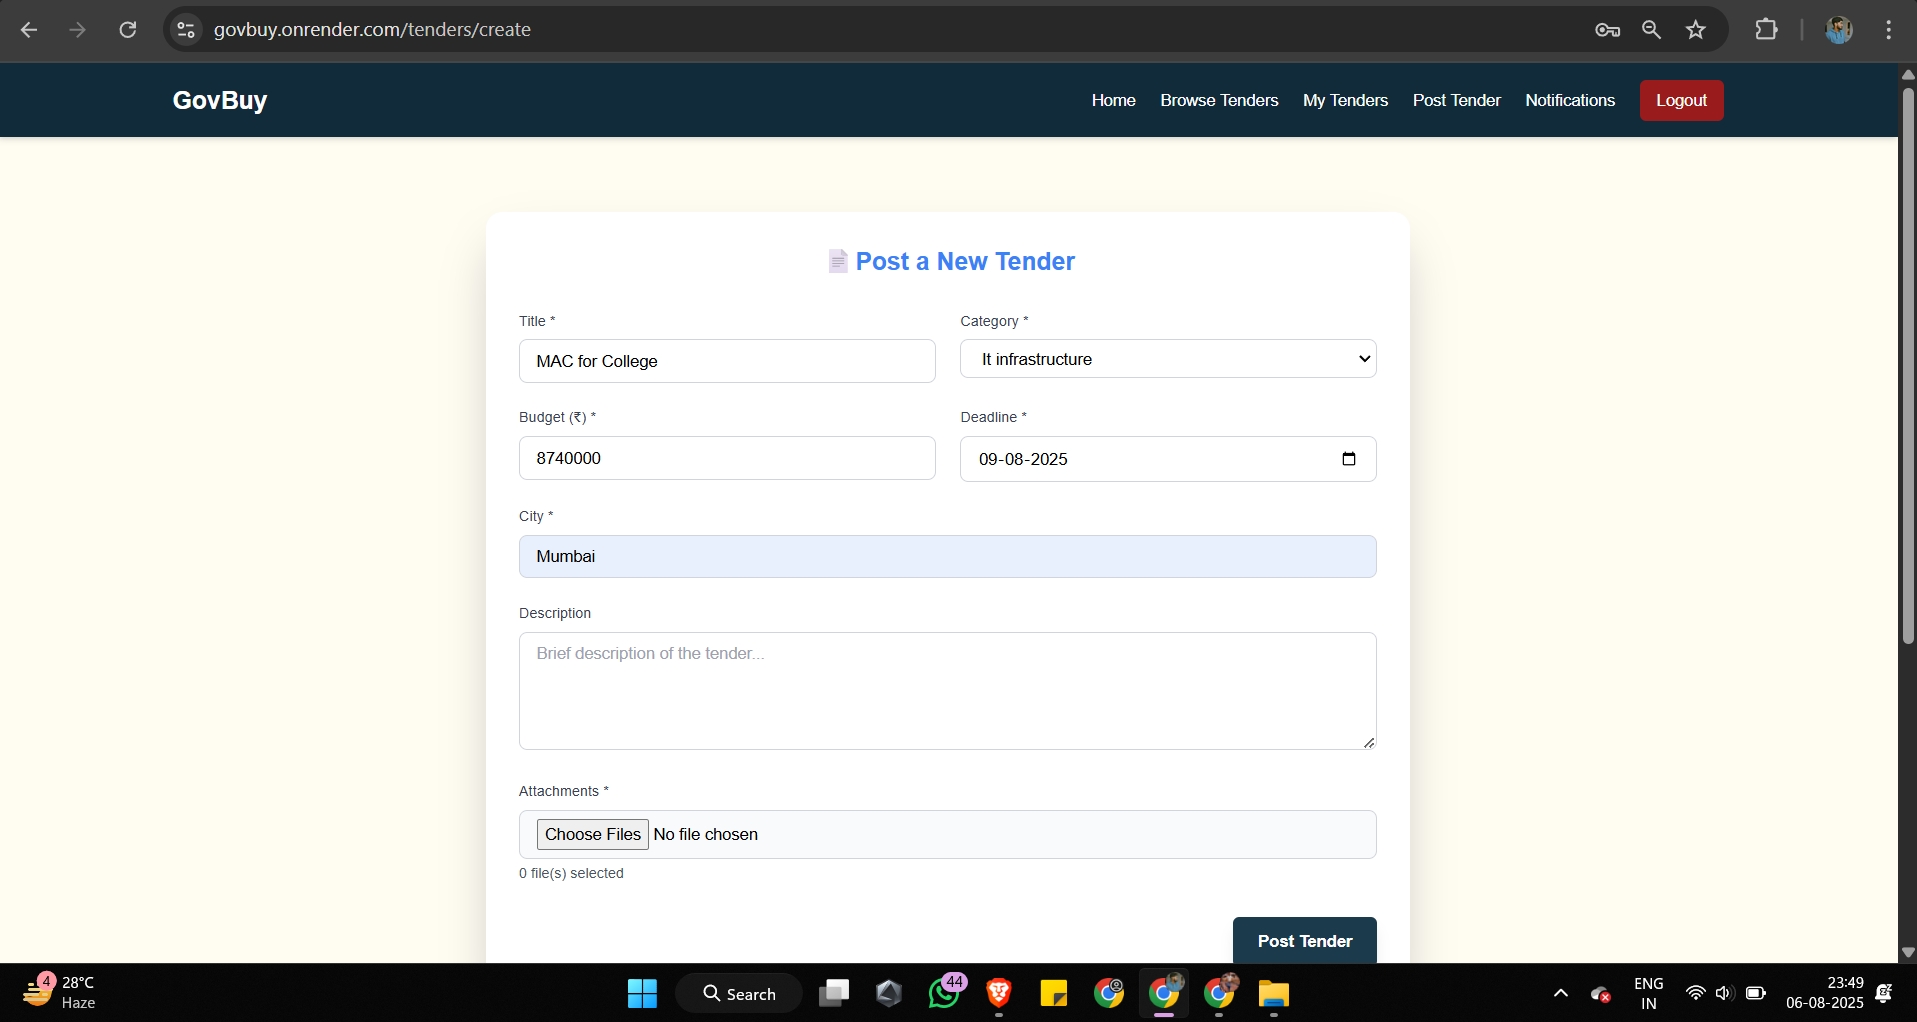 govbuy.onrender.com/tenders/create
GovBuy
Home Browse Tenders My Tenders Post Tender Notifications Logout
Post a New Tender
Title * Category *
MAC for College It infrastructure
Budget (₹) * Deadline *
8740000 09-08-2025
City *
Mumbai
Description
Brief description of the tender...
Attachments *
Choose Files No file chosen
0 file(s) selected
Post Tender
4 28°C
Haze
Search
44
ENG
IN
23:49
06-08-2025